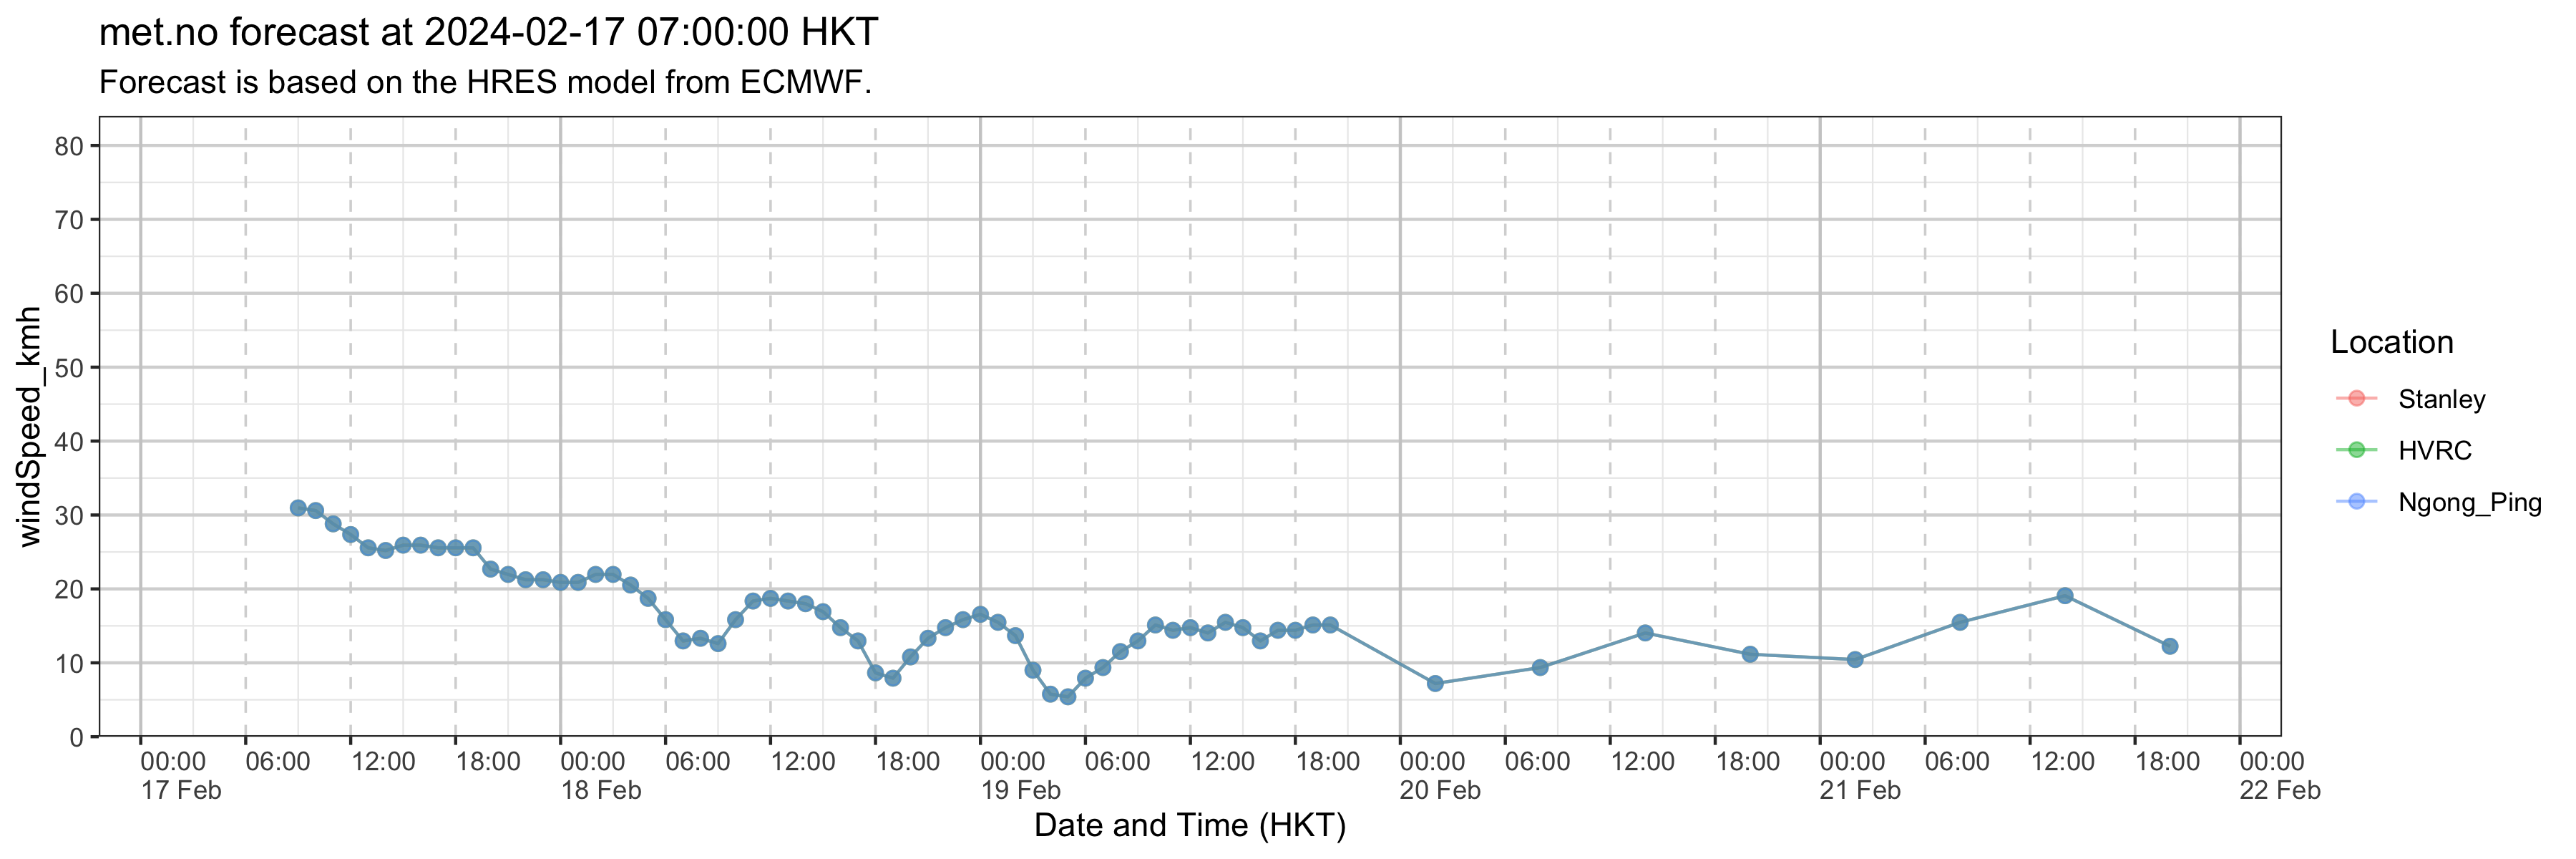 met.no forecast at 2024-02-17 07:00:00 HKT
Forecast is based on the HRES model from ECMWF.
windSpeed_kmh
80
70
60
50
40
30
20
10
0
00:00 06:00 12:00 18:00 00:00 06:00 12:00 18:00 00:00 06:00 12:00 18:00 00:00 06:00 12:00 18:00 00:00 06:00 12:00 18:00 00:00
17 Feb 18 Feb 19 Feb 20 Feb 21 Feb 22 Feb
Date and Time (HKT)
Location
Stanley
HVRC
Ngong_Ping